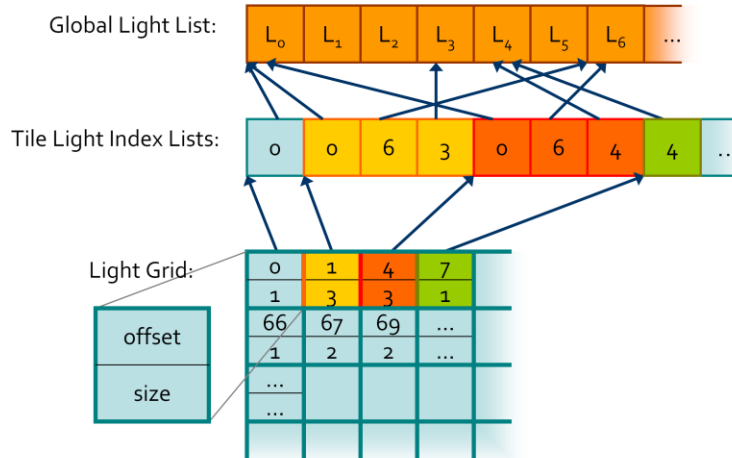 Global Light List: L₀ L₁ L₂ L₃ L₄ L₅ L₆ ...
Tile Light Index Lists: 0 0 6 3 0 6 4 4 ...
Light Grid: 0 1 4 7
1 3 3 1
66 67 69 ...
offset
1 2 2 ...
size
...
...